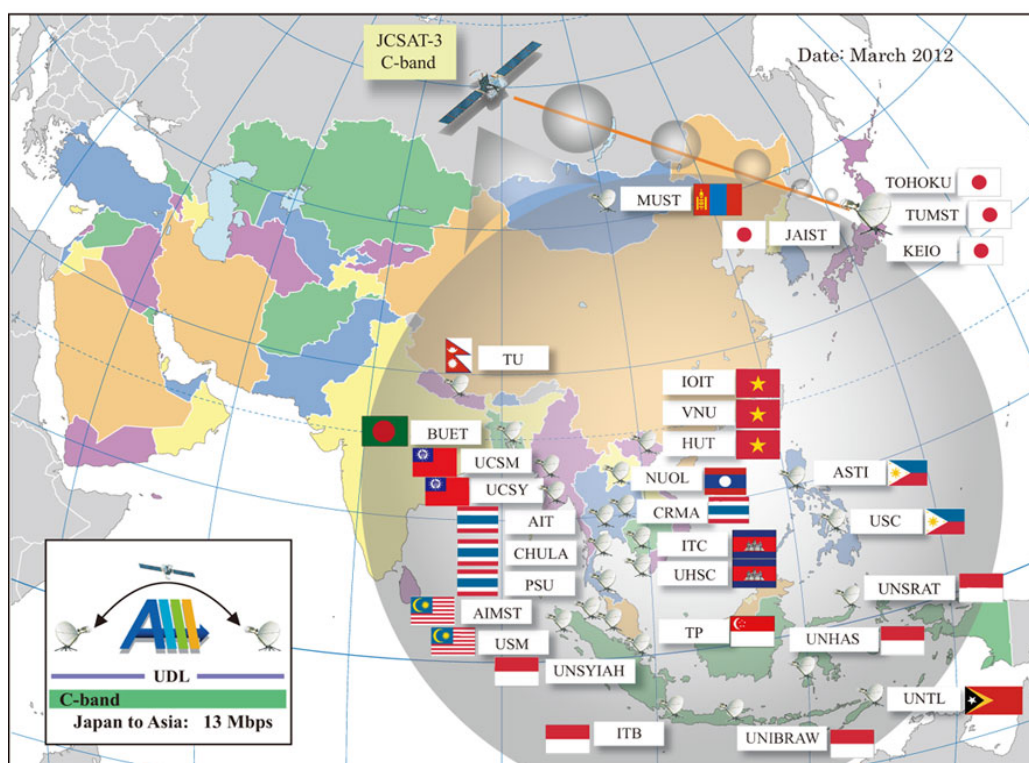 JCSAT-3
C-band
Date: March 2012
TOHOKU
MUST
TUMST
JAIST
KEIO
TU
IOIT
VNU
BUET
HUT
UCSM
NUOL
ASTI
UCSY
CRMA
AIT
USC
ITC
CHULA
UHSC
PSU
UNSRAT
AIMST
TP
UNHAS
USM
UNSYIAH
UNTL
ITB
UNIBRAW
AIII
UDL
C-band
Japan to Asia: 13 Mbps